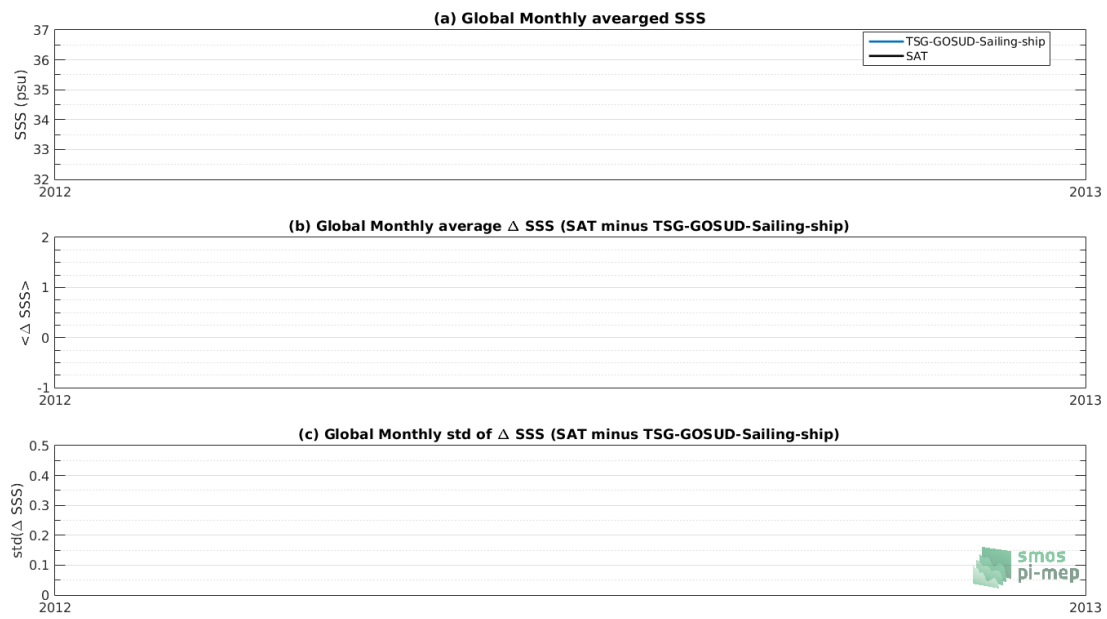 (a) Global Monthly avearged SSS
TSG-GOSUD-Sailing-ship
SAT
SSS (psu)
37
36
35
34
33
32
2012
2013
(b) Global Monthly average Δ SSS (SAT minus TSG-GOSUD-Sailing-ship)
<Δ SSS>
2
1
0
-1
2012
2013
(c) Global Monthly std of Δ SSS (SAT minus TSG-GOSUD-Sailing-ship)
std(Δ SSS)
0.5
0.4
0.3
0.2
0.1
0
2012
2013
smos
pi-mep